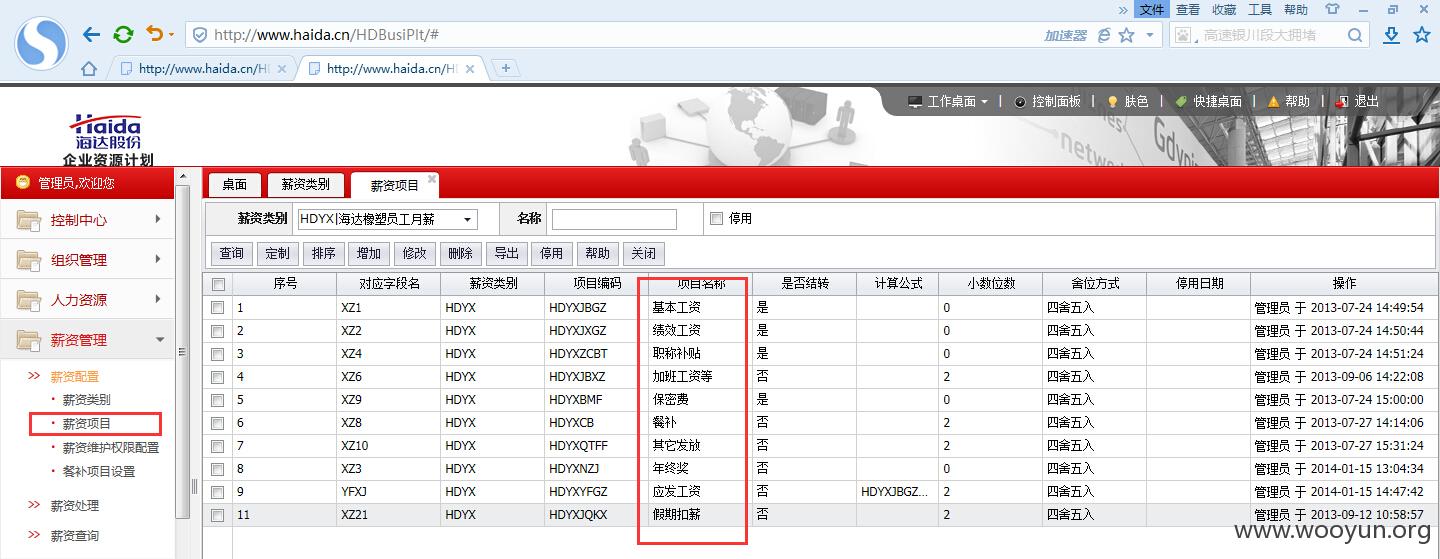 » 文件 查看 收藏 工具 帮助
http://www.haida.cn/HDBusiPlt/# 加速器 高速银川段大拥堵
http://www.haida.cn/HD × http://www.haida.cn/HD × +
工作桌面 | 控制面板 | 肤色 | 快捷桌面 | 帮助 | 退出
Haida
海达股份
企业资源计划
管理员,欢迎您
桌面 薪资类别 薪资项目
薪资类别 HDYX|海达橡塑员工月薪 名称 停用
查询 定制 排序 增加 修改 删除 导出 停用 帮助 关闭
控制中心
组织管理
人力资源
薪资管理
>> 薪资配置
· 薪资类别
· 薪资项目
· 薪资维护权限配置
· 餐补项目设置
>> 薪资处理
>> 薪资查询
序号 对应字段名 薪资类别 项目编码 项目名称 是否结转 计算公式 小数位数 舍位方式 停用日期 操作
1 XZ1 HDYX HDYXJBGZ 基本工资 是 0 四舍五入 管理员 于 2013-07-24 14:49:54
2 XZ2 HDYX HDYXJXGZ 绩效工资 是 0 四舍五入 管理员 于 2013-07-24 14:50:44
3 XZ4 HDYX HDYXZCBT 职称补贴 是 0 四舍五入 管理员 于 2013-07-24 14:51:24
4 XZ6 HDYX HDYXJBXZ 加班工资等 否 2 四舍五入 管理员 于 2013-09-06 14:22:08
5 XZ9 HDYX HDYXBMF 保密费 是 0 四舍五入 管理员 于 2013-07-24 15:00:00
6 XZ8 HDYX HDYXCB 餐补 否 2 四舍五入 管理员 于 2013-07-27 14:14:06
7 XZ10 HDYX HDYXQTFF 其它发放 否 2 四舍五入 管理员 于 2013-07-27 15:31:24
8 XZ3 HDYX HDYXNZJ 年终奖 否 0 四舍五入 管理员 于 2014-01-15 13:04:34
9 YFXJ HDYX HDYXYFGZ 应发工资 否 HDYXJBGZ... 2 四舍五入 管理员 于 2014-01-15 14:47:42
11 XZ21 HDYX HDYXJQKX 假期扣薪 否 2 四舍五入 管理员 于 2013-09-12 10:58:57
networ
Gdynia
www.wooyun.org